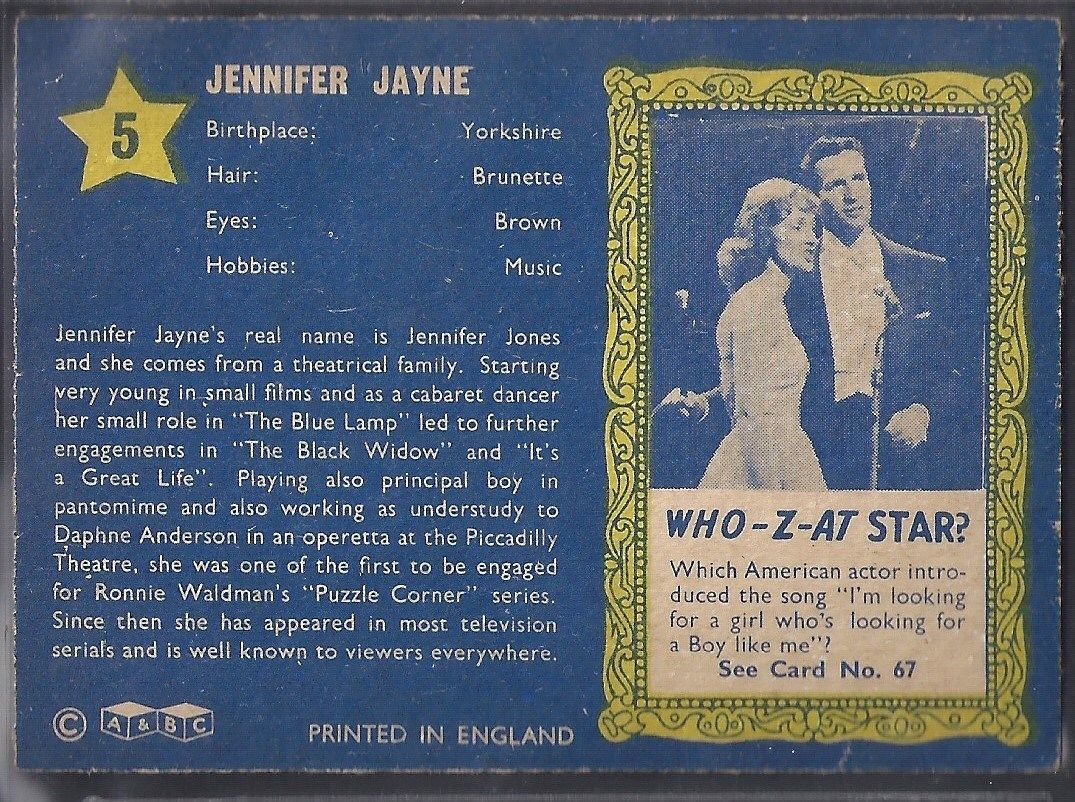 5
JENNIFER JAYNE
Birthplace: Yorkshire
Hair: Brunette
Eyes: Brown
Hobbies: Music
Jennifer Jayne's real name is Jennifer Jones
and she comes from a theatrical family. Starting
very young in small films and as a cabaret dancer
her small role in "The Blue Lamp" led to further
engagements in "The Black Widow" and "It's
a Great Life". Playing also principal boy in
pantomime and also working as understudy to
Daphne Anderson in an operetta at the Piccadilly
Theatre, she was one of the first to be engaged
for Ronnie Waldman's "Puzzle Corner" series.
Since then she has appeared in most television
serials and is well known to viewers everywhere.
© A & B C
PRINTED IN ENGLAND
WHO-Z-AT STAR?
Which American actor intro-
duced the song "I'm looking
for a girl who's looking for
a Boy like me"?
See Card No. 67